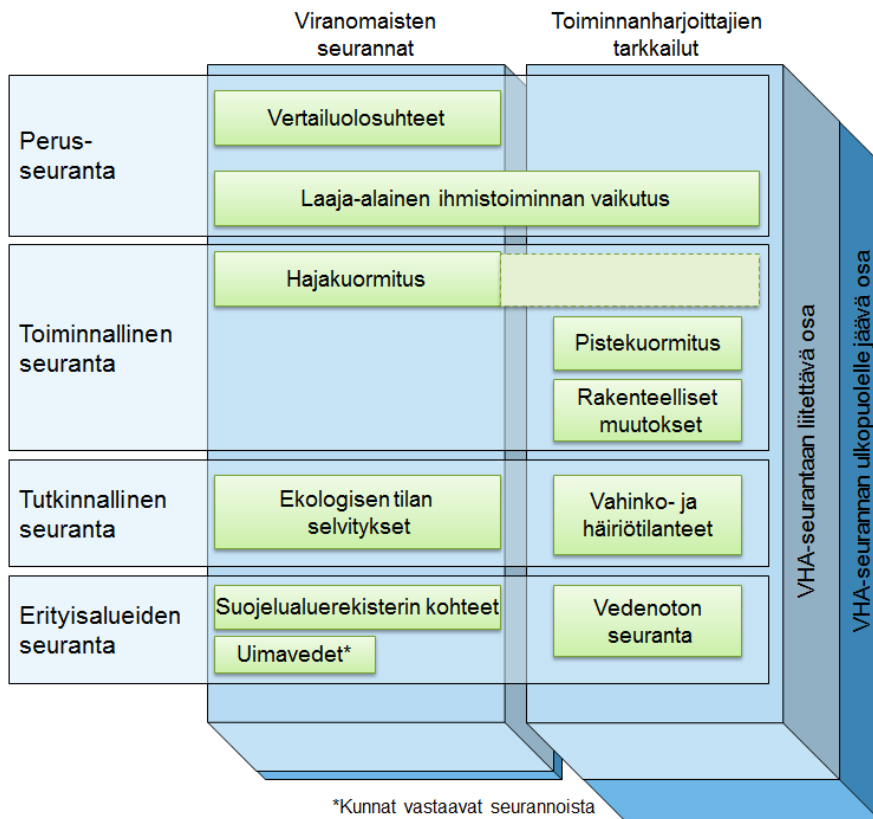 Viranomaisten
seurannat
Toiminnanharjoittajien
tarkkailut
Perus-
seuranta
Vertailuolosuhteet
Laaja-alainen ihmistoiminnan vaikutus
Toiminnallinen
seuranta
Hajakuormitus
Pistekuormitus
Rakenteelliset
muutokset
Tutkinnallinen
seuranta
Ekologisen tilan
selvitykset
Vahinko- ja
häiriötilanteet
Erityisalueiden
seuranta
Suojelualuerekisterin kohteet
Uimavedet*
Vedenoton
seuranta
VHA-seurantaan liitettävä osa
VHA-seurannan ulkopuolelle jäävä osa
*Kunnat vastaavat seurannoista